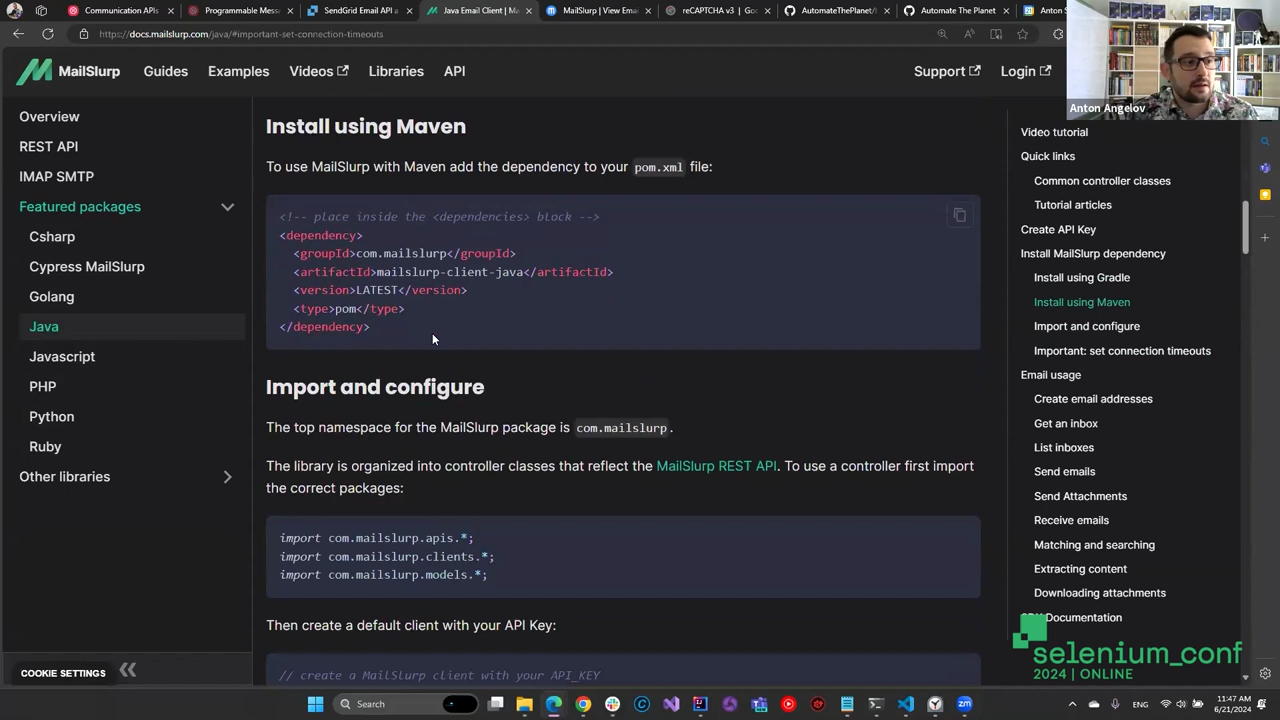 Communication APIs
Programmable Mess
SendGrid Email API
Java Email Client | M
MailSlurp | View Ema
reCAPTCHA v3 | Goo
AutomateThePlanet/
Automate The Planet
Anton S
https://docs.mailslurp.com/java/#important-set-connection-timeouts
MailSlurp
Guides
Examples
Videos
Libraries
API
Support
Login
Anton Angelov
Overview
REST API
IMAP SMTP
Featured packages
Csharp
Cypress MailSlurp
Golang
Java
Javascript
PHP
Python
Ruby
Other libraries
COOKIE SETTINGS
Install using Maven
To use MailSlurp with Maven add the dependency to your pom.xml file:
<!-- place inside the <dependencies> block -->
<dependency>
<groupId>com.mailslurp</groupId>
<artifactId>mailslurp-client-java</artifactId>
<version>LATEST</version>
<type>pom</type>
</dependency>
Import and configure
The top namespace for the MailSlurp package is com.mailslurp.
The library is organized into controller classes that reflect the MailSlurp REST API. To use a controller first import
the correct packages:
import com.mailslurp.apis.*;
import com.mailslurp.clients.*;
import com.mailslurp.models.*;
Then create a default client with your API Key:
// create a MailSlurp client with your API_KEY
Video tutorial
Quick links
Common controller classes
Tutorial articles
Create API Key
Install MailSlurp dependency
Install using Gradle
Install using Maven
Import and configure
Important: set connection timeouts
Email usage
Create email addresses
Get an inbox
List inboxes
Send emails
Send Attachments
Receive emails
Matching and searching
Extracting content
Downloading attachments
Documentation
selenium_conf
2024 | ONLINE
Search
ENG
11:47 AM
6/21/2024